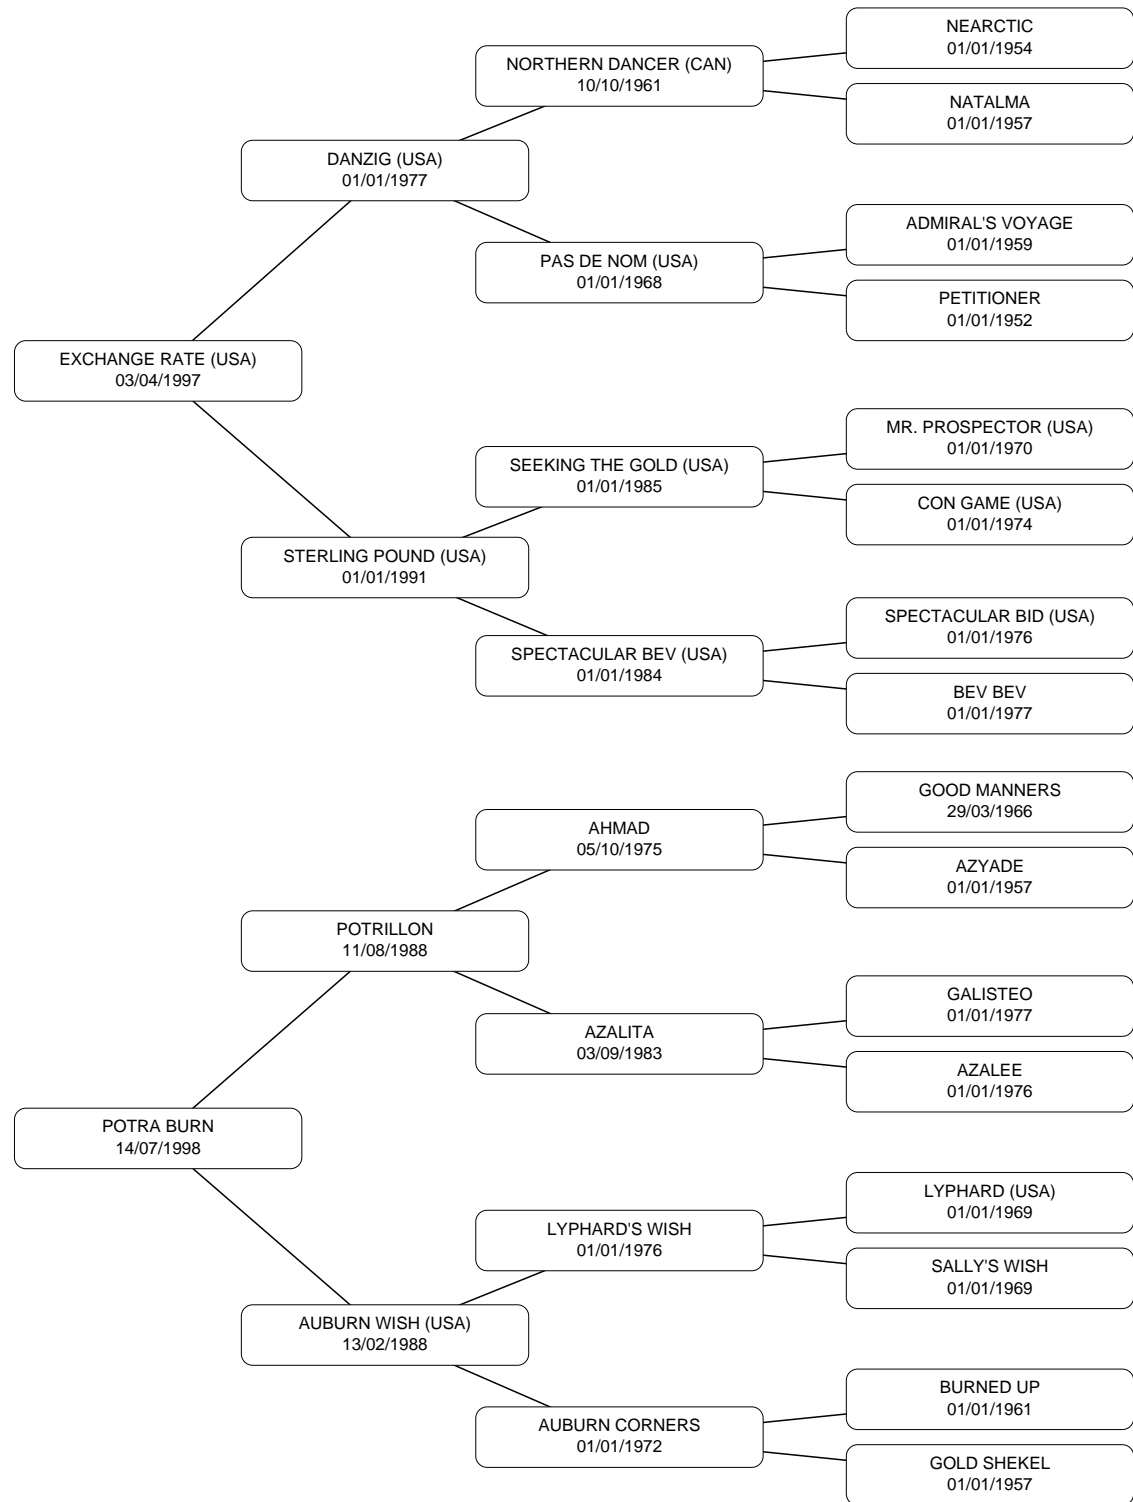 NEARCTIC
01/01/1954
NORTHERN DANCER (CAN)
10/10/1961
NATALMA
01/01/1957
DANZIG (USA)
01/01/1977
ADMIRAL'S VOYAGE
01/01/1959
PAS DE NOM (USA)
01/01/1968
PETITIONER
01/01/1952
EXCHANGE RATE (USA)
03/04/1997
MR. PROSPECTOR (USA)
01/01/1970
SEEKING THE GOLD (USA)
01/01/1985
CON GAME (USA)
01/01/1974
STERLING POUND (USA)
01/01/1991
SPECTACULAR BID (USA)
01/01/1976
SPECTACULAR BEV (USA)
01/01/1984
BEV BEV
01/01/1977
GOOD MANNERS
29/03/1966
AHMAD
05/10/1975
AZYADE
01/01/1957
POTRILLON
11/08/1988
GALISTEO
01/01/1977
AZALITA
03/09/1983
AZALEE
01/01/1976
POTRA BURN
14/07/1998
LYPHARD (USA)
01/01/1969
LYPHARD'S WISH
01/01/1976
SALLY'S WISH
01/01/1969
AUBURN WISH (USA)
13/02/1988
BURNED UP
01/01/1961
AUBURN CORNERS
01/01/1972
GOLD SHEKEL
01/01/1957